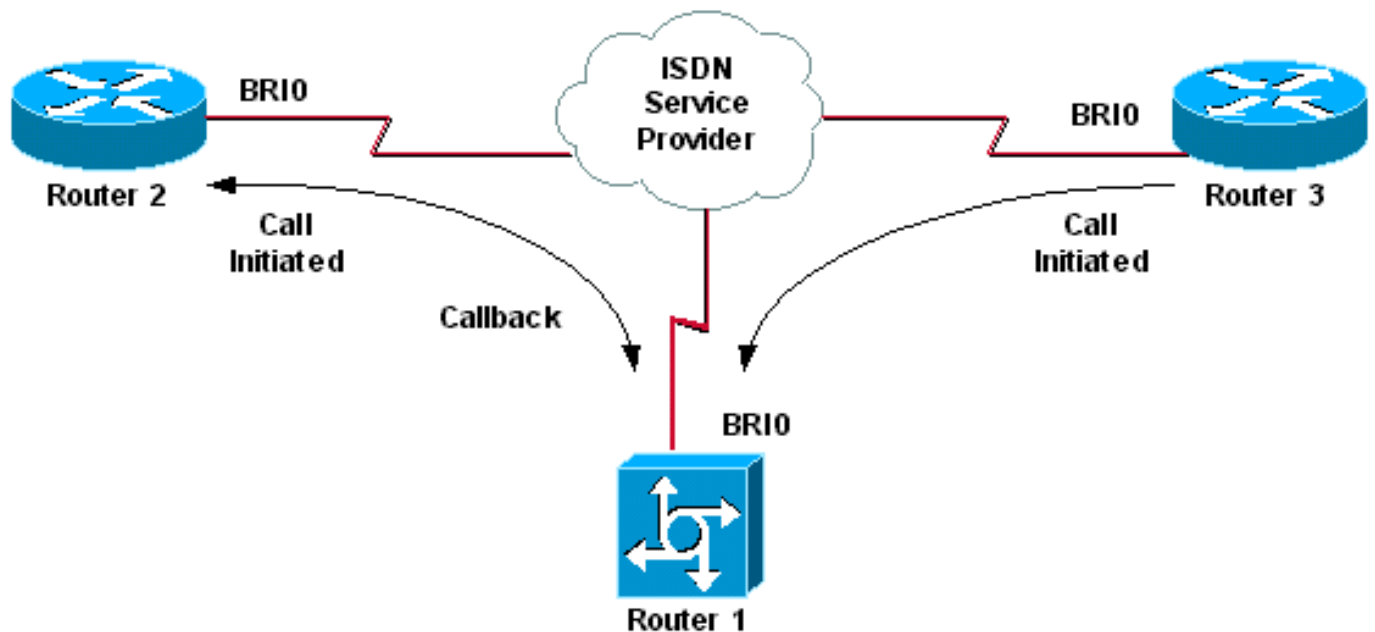 ISDN
Service
Provider
BRI0
BRI0
Router 2
Router 3
Call
Initiated
Call
Initiated
Callback
BRI0
Router 1